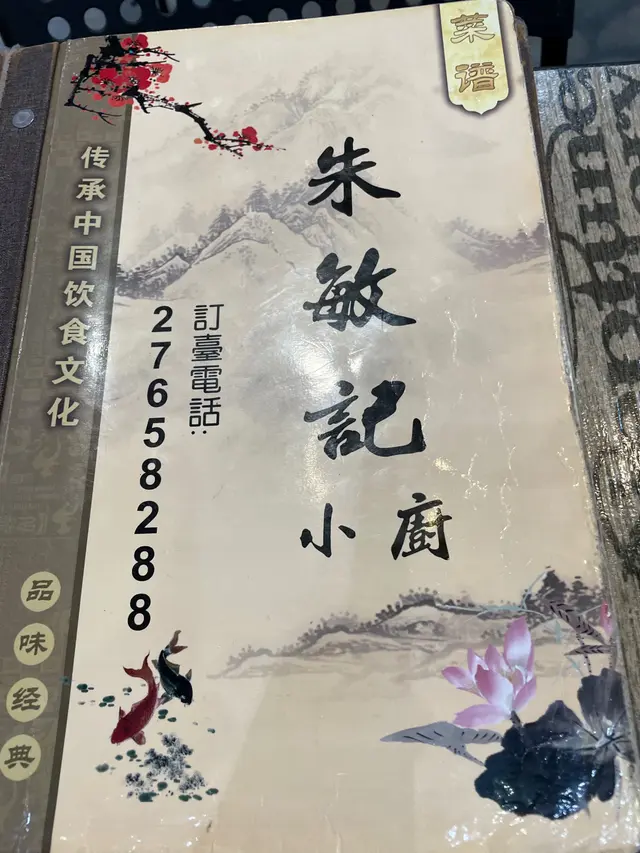 菜谱
朱敏記
小廚
訂臺電話:
27658288
传承中国饮食文化
品味经典